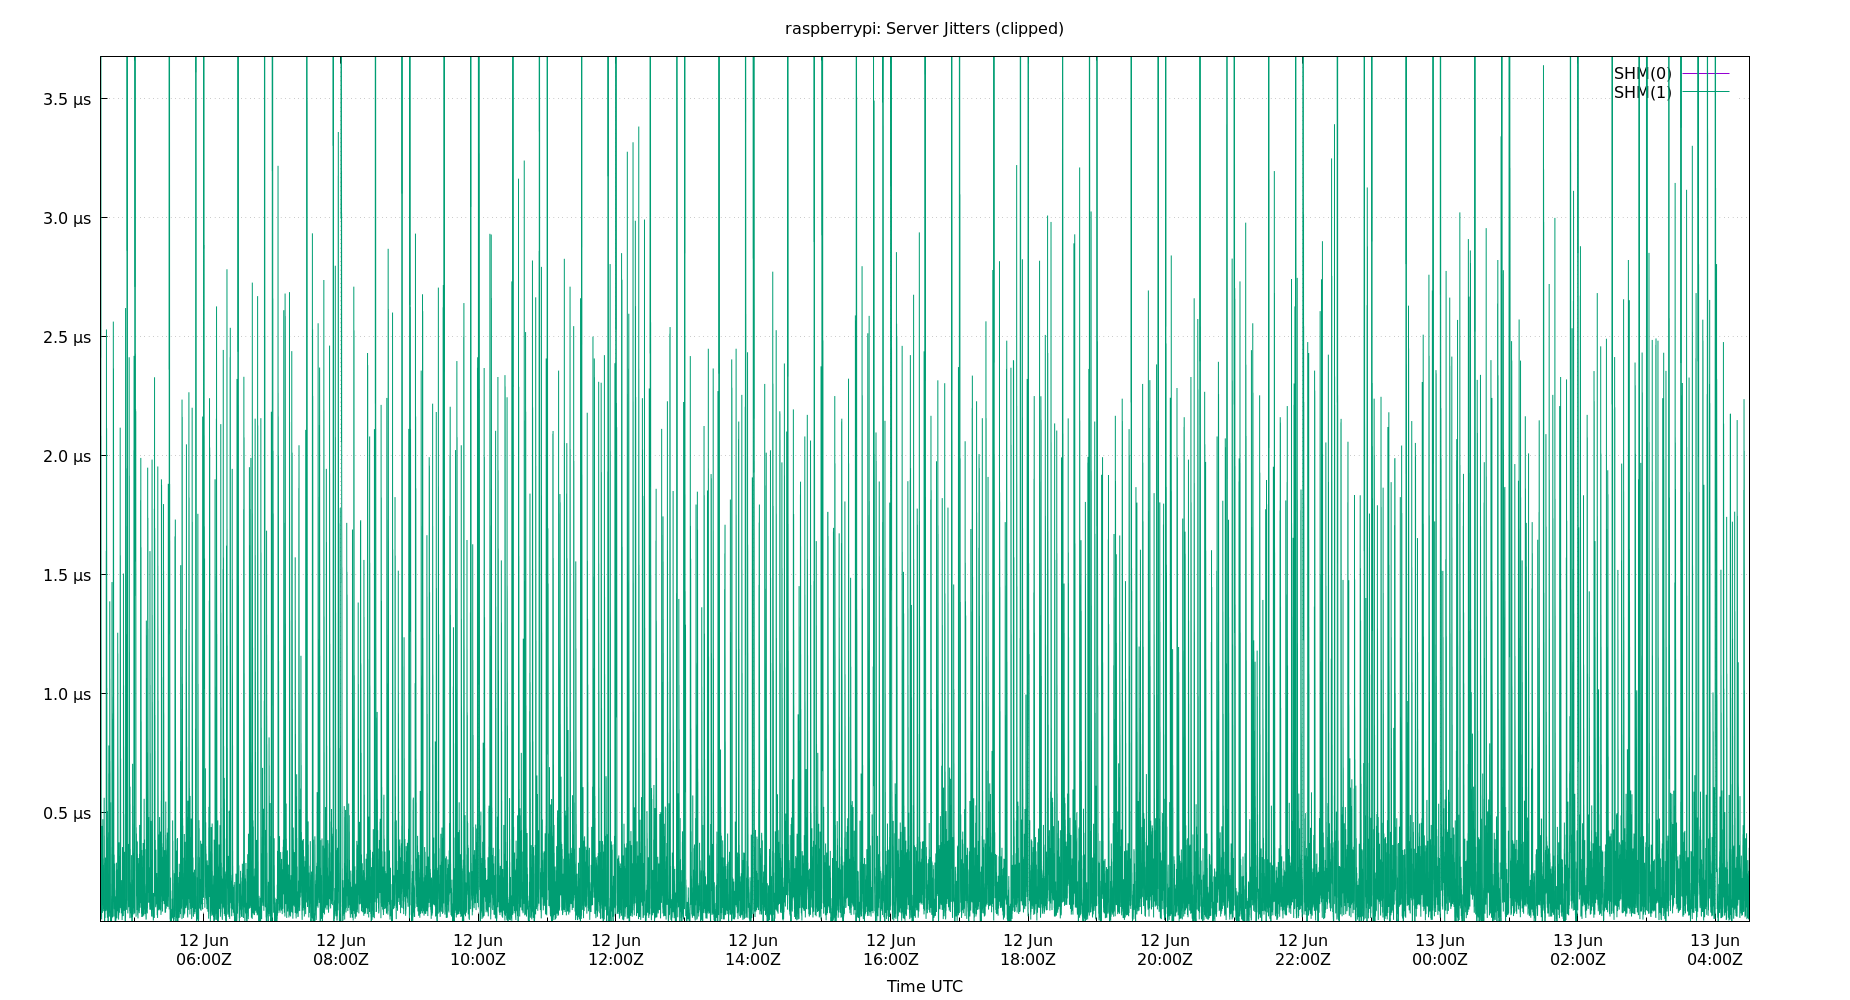 raspberrypi: Server Jitters (clipped)
SHM(0)
SHM(1)
3.5 µs
3.0 µs
2.5 µs
2.0 µs
1.5 µs
1.0 µs
0.5 µs
12 Jun 12 Jun 12 Jun 12 Jun 12 Jun 12 Jun 12 Jun 12 Jun 12 Jun 13 Jun 13 Jun 13 Jun
06:00Z 08:00Z 10:00Z 12:00Z 14:00Z 16:00Z 18:00Z 20:00Z 22:00Z 00:00Z 02:00Z 04:00Z
Time UTC